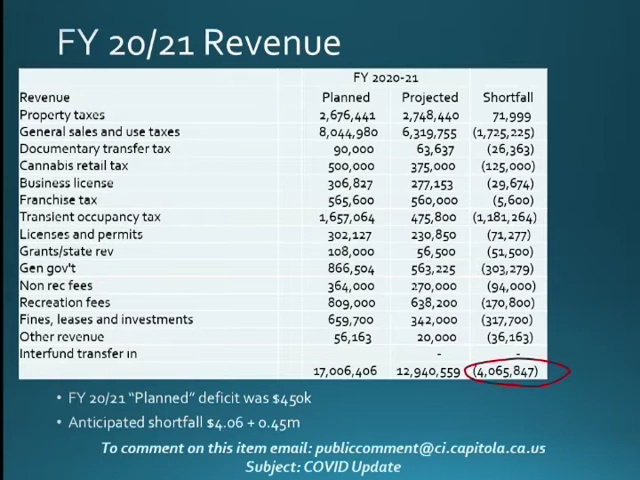 FY 20/21 Revenue
FY 2020-21
Revenue Planned Projected Shortfall
Property taxes 2,676,441 2,748,440 71,999
General sales and use taxes 8,044,980 6,319,755 (1,725,225)
Documentary transfer tax 90,000 63,637 (26,363)
Cannabis retail tax 500,000 375,000 (125,000)
Business license 306,827 277,153 (29,674)
Franchise tax 565,600 560,000 (5,600)
Transient occupancy tax 1,657,064 475,800 (1,181,264)
Licenses and permits 302,127 230,850 (71,277)
Grants/state rev 108,000 56,500 (51,500)
Gen gov't 866,504 563,225 (303,279)
Non rec fees 364,000 270,000 (94,000)
Recreation fees 809,000 638,200 (170,800)
Fines, leases and investments 659,700 342,000 (317,700)
Other revenue 56,163 20,000 (36,163)
Interfund transfer in - -
17,006,406 12,940,559 (4,065,847)
• FY 20/21 “Planned” deficit was $450k
• Anticipated shortfall $4.06 + 0.45m
To comment on this item email: publiccomment@ci.capitola.ca.us
Subject: COVID Update